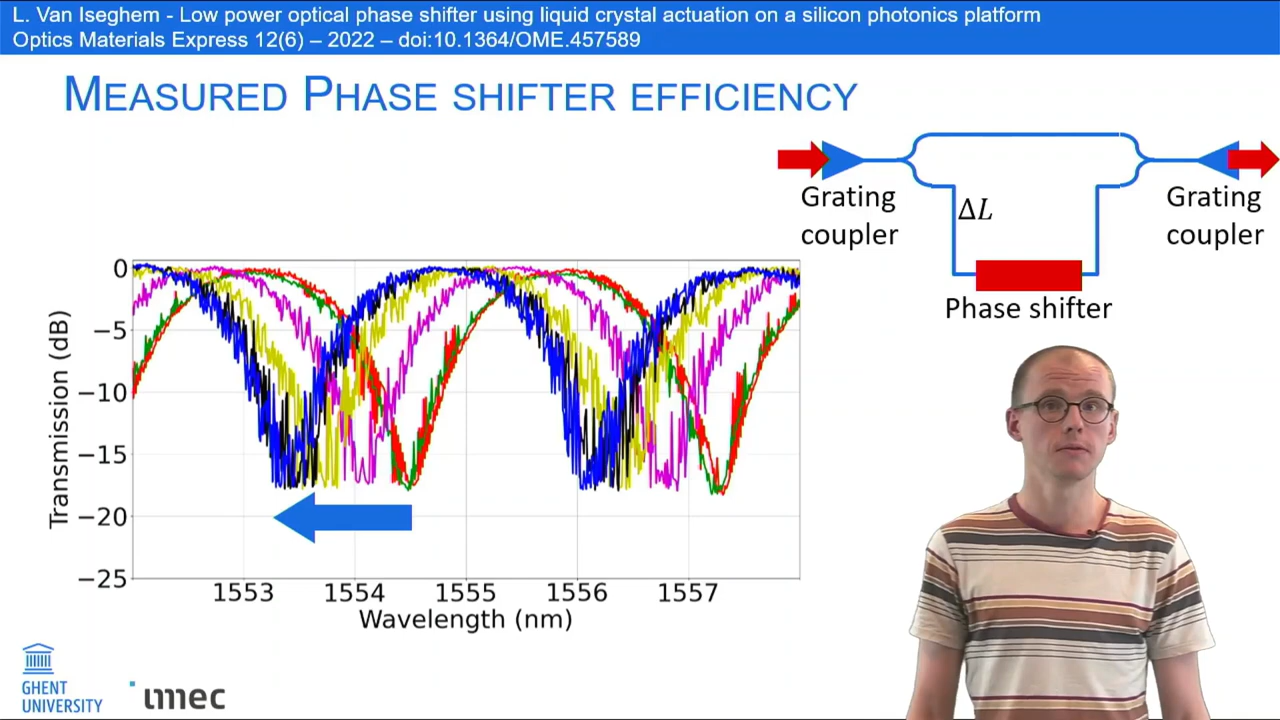 L. Van Iseghem - Low power optical phase shifter using liquid crystal actuation on a silicon photonics platform
Optics Materials Express 12(6) – 2022 – doi:10.1364/OME.457589
MEASURED PHASE SHIFTER EFFICIENCY
Grating
coupler
ΔL
Grating
coupler
Phase shifter
Transmission (dB)
0
−5
−10
−15
−20
−25
1553 1554 1555 1556 1557
Wavelength (nm)
GHENT
UNIVERSITY
imec